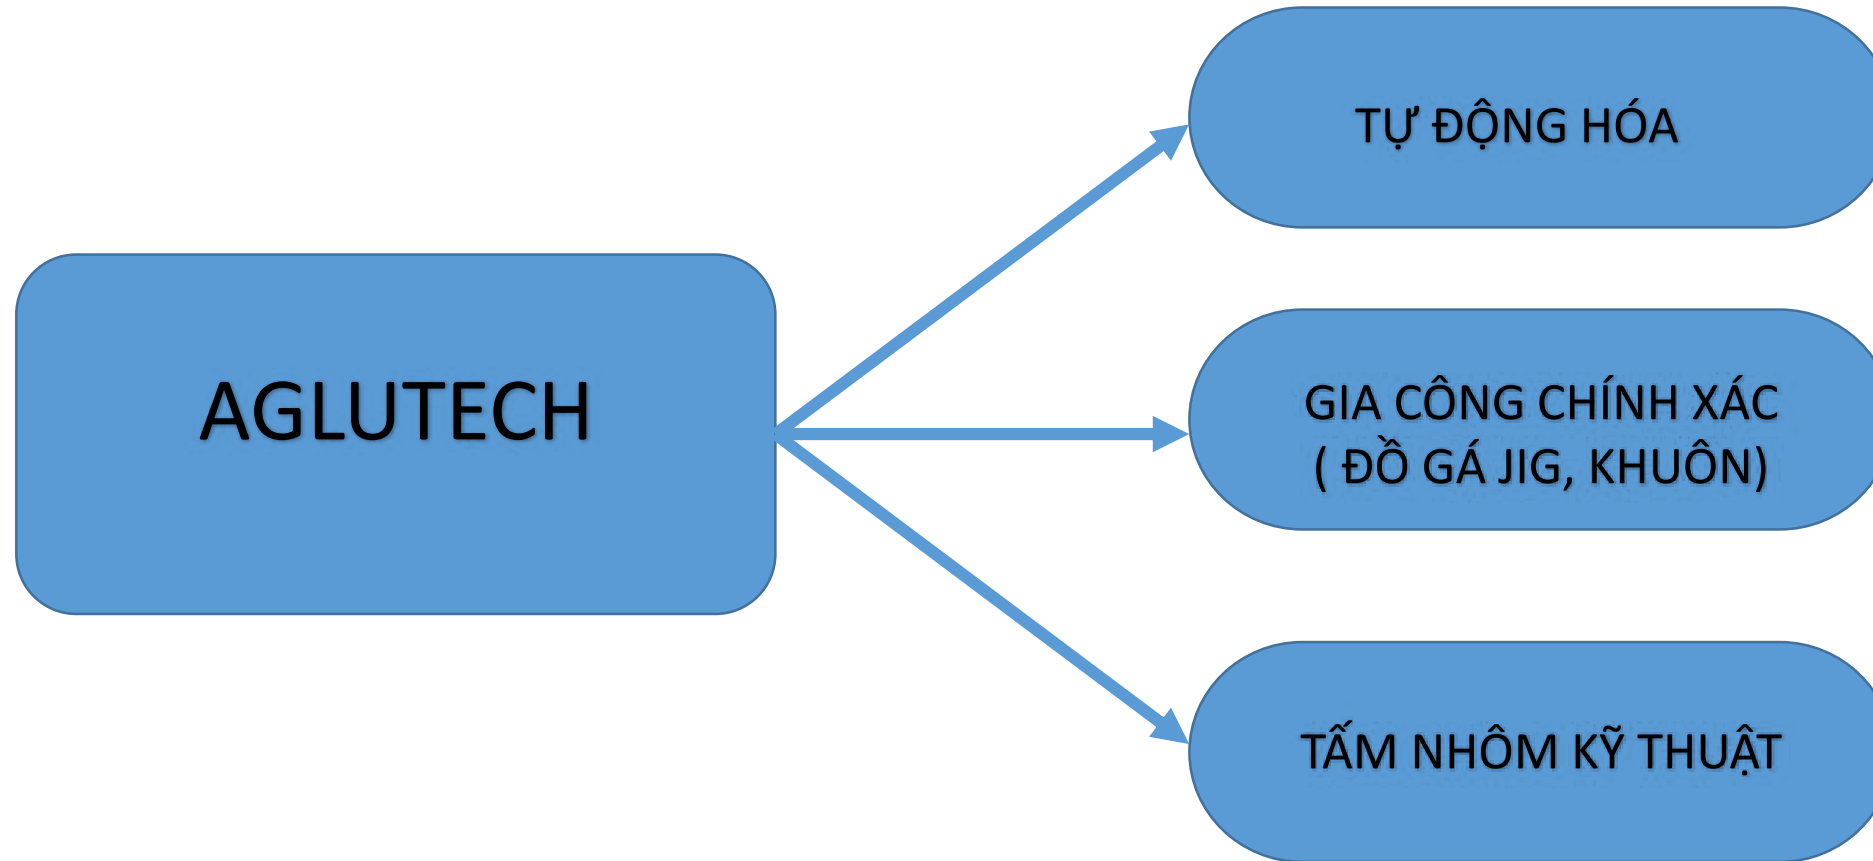 AGLUTECH
TỰ ĐỘNG HÓA
GIA CÔNG CHÍNH XÁC
( ĐỒ GÁ JIG, KHUÔN)
TẤM NHÔM KỸ THUẬT